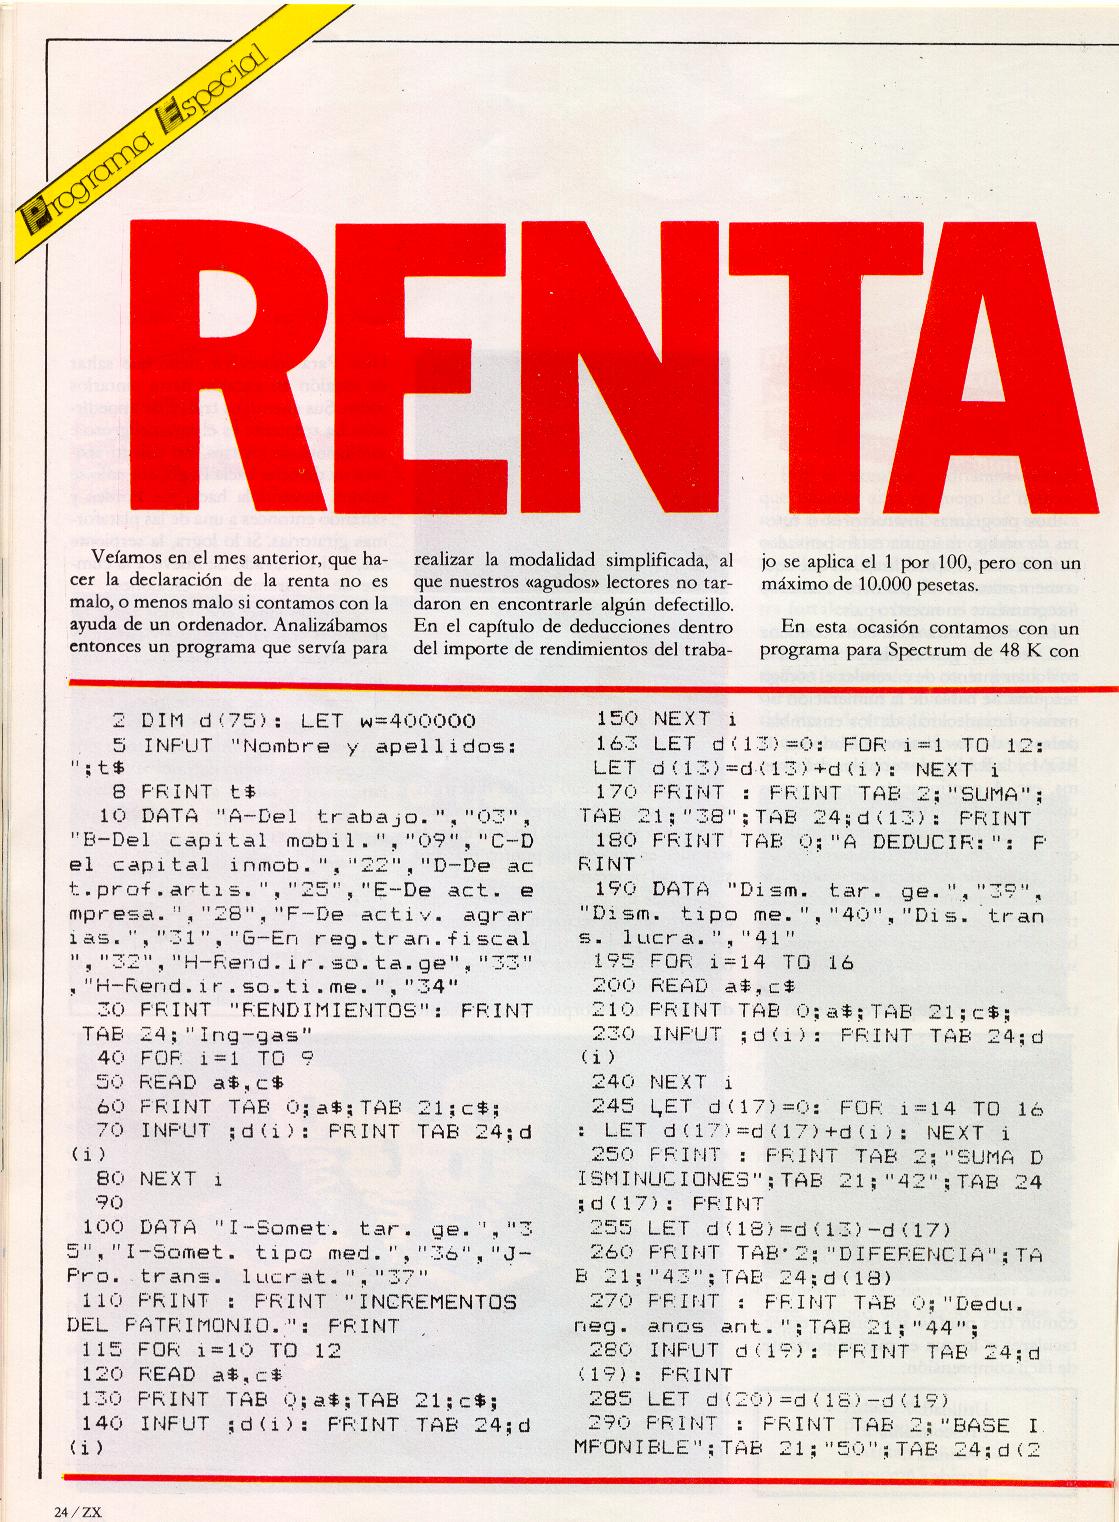 Programa Especial
RENTA
Veíamos en el mes anterior, que ha-
cer la declaración de la renta no es
malo, o menos malo si contamos con la
ayuda de un ordenador. Analizábamos
entonces un programa que servía para
realizar la modalidad simplificada, al
que nuestros «agudos» lectores no tar-
daron en encontrarle algún defectillo.
En el capítulo de deducciones dentro
del importe de rendimientos del traba-
jo se aplica el 1 por 100, pero con un
máximo de 10.000 pesetas.
En esta ocasión contamos con un
programa para Spectrum de 48 K con
2 DIM d(75): LET w=400000
5 INPUT "Nombre y apellidos:
";t$
8 PRINT t$
10 DATA "A-Del trabajo.","03",
"B-Del capital mobil.","09","C-D
el capital inmob.","22","D-De ac
t.prof.artis.","25","E-De act. e
mpresa.","28","F-De activ. agrar
ias.","31","G-En reg.tran.fiscal
","32","H-Rend.ir.so.ta.ge","33"
,"H-Rend.ir.so.ti.me.","34"
30 PRINT "RENDIMIENTOS": PRINT
TAB 24;"Ing-gas"
40 FOR i=1 TO 9
50 READ a$,c$
60 PRINT TAB 0;a$;TAB 21;c$;
70 INPUT ;d(i): PRINT TAB 24;d
(i)
80 NEXT i
90
100 DATA "I-Somet. tar. ge.","3
5","I-Somet. tipo med.","36","J-
Pro. trans. lucrat.","37"
110 PRINT : PRINT "INCREMENTOS
DEL PATRIMONIO.": PRINT
115 FOR i=10 TO 12
120 READ a$,c$
130 PRINT TAB 0;a$;TAB 21;c$;
140 INPUT ;d(i): PRINT TAB 24;d
(i)
150 NEXT i
163 LET d(13)=0: FOR i=1 TO 12:
LET d(13)=d(13)+d(i): NEXT i
170 PRINT : PRINT TAB 2;"SUMA";
TAB 21;"38";TAB 24;d(13): PRINT
180 PRINT TAB 0;"A DEDUCIR:": P
RINT
190 DATA "Dism. tar. ge.","39",
"Dism. tipo me.","40","Dis. tran
s. lucra.","41"
195 FOR i=14 TO 16
200 READ a$,c$
210 PRINT TAB 0;a$;TAB 21;c$;
230 INPUT ;d(i): PRINT TAB 24;d
(i)
240 NEXT i
245 LET d(17)=0: FOR i=14 TO 16
: LET d(17)=d(17)+d(i): NEXT i
250 PRINT : PRINT TAB 2;"SUMA D
ISMINUCIONES";TAB 21;"42";TAB 24
;d(17): PRINT
255 LET d(18)=d(13)-d(17)
260 PRINT TAB 2;"DIFERENCIA";TA
B 21;"43";TAB 24;d(18)
270 PRINT : PRINT TAB 0;"Dedu.
neg. anos ant.";TAB 21;"44";
280 INPUT d(19): PRINT TAB 24;d
(19): PRINT
285 LET d(20)=d(18)-d(19)
290 PRINT : PRINT TAB 2;"BASE I
MPONIBLE";TAB 21;"50";TAB 24;d(2
24 / ZX